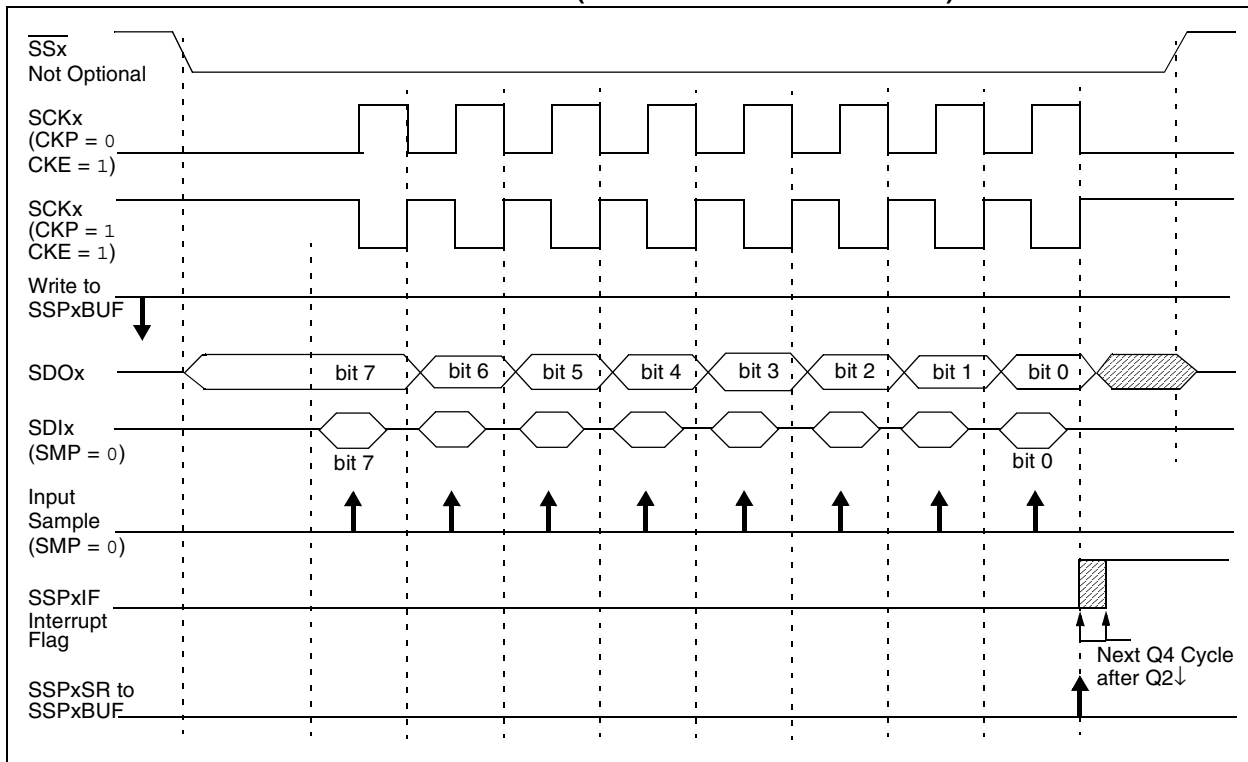 SSx
Not Optional
SCKx
(CKP = 0
CKE = 1)
SCKx
(CKP = 1
CKE = 1)
Write to
SSPxBUF
SDOx
bit 7 bit 6 bit 5 bit 4 bit 3 bit 2 bit 1 bit 0
SDIx
(SMP = 0)
bit 7 bit 0
Input
Sample
(SMP = 0)
SSPxIF
Interrupt
Flag
Next Q4 Cycle
after Q2↓
SSPxSR to
SSPxBUF